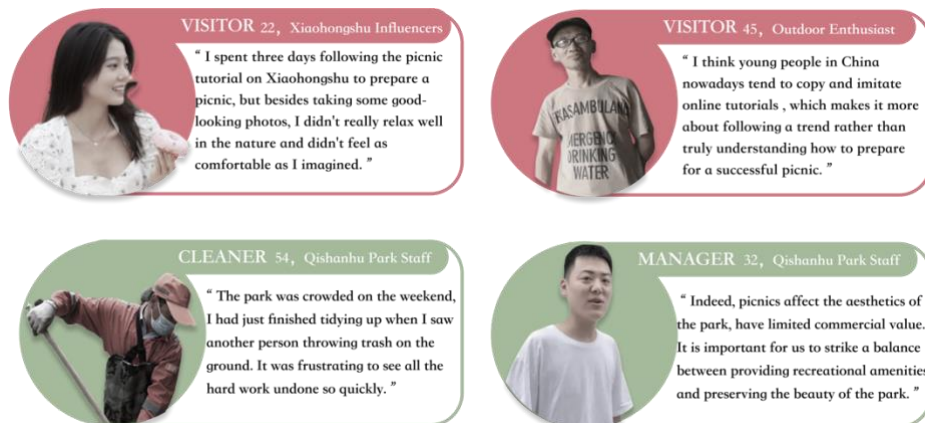 VISITOR 22, Xiaohongshu Influencers
“ I spent three days following the picnic
tutorial on Xiaohongshu to prepare a
picnic, but besides taking some good-
looking photos, I didn't really relax well
in the nature and didn't feel as
comfortable as I imagined. ”
VISITOR 45, Outdoor Enthusiast
“ I think young people in China
nowadays tend to copy and imitate
online tutorials , which makes it more
about following a trend rather than
truly understanding how to prepare
for a successful picnic. ”
KASAMBULAN
MERGENC
DRINKING
WATER
CLEANER 54, Qishanhu Park Staff
“ The park was crowded on the weekend,
I had just finished tidying up when I saw
another person throwing trash on the
ground. It was frustrating to see all the
hard work undone so quickly. ”
MANAGER 32, Qishanhu Park Staff
“ Indeed, picnics affect the aesthetics of
the park, have limited commercial value.
It is important for us to strike a balance
between providing recreational amenities
and preserving the beauty of the park. ”